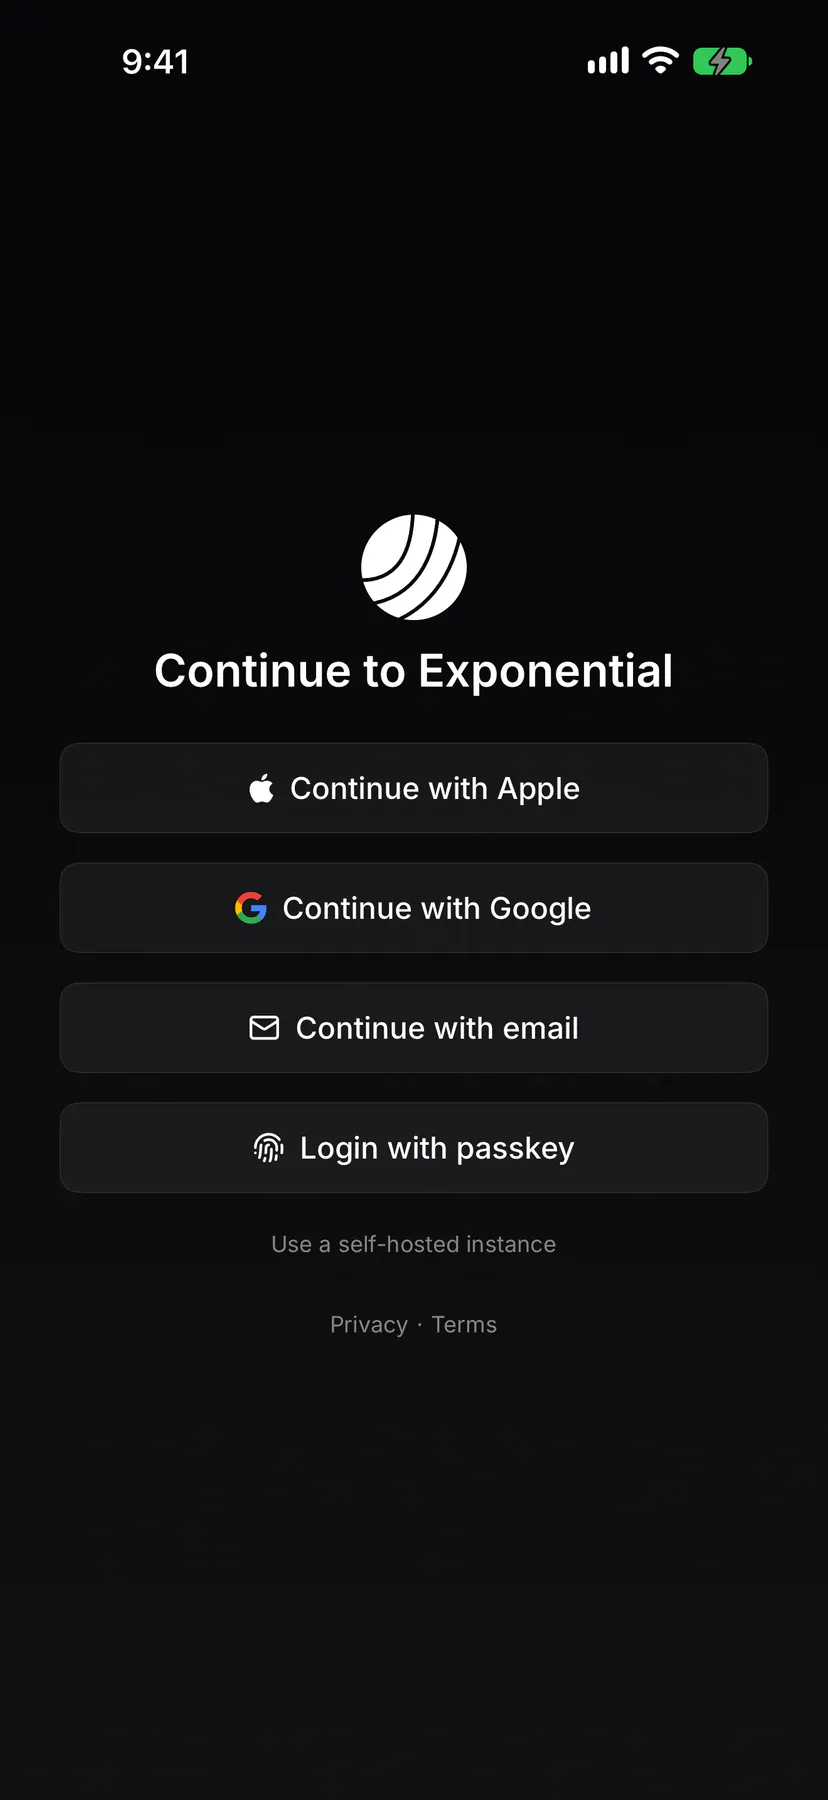 9:41
Continue to Exponential
Continue with Apple
Continue with Google
Continue with email
Login with passkey
Use a self-hosted instance
Privacy · Terms